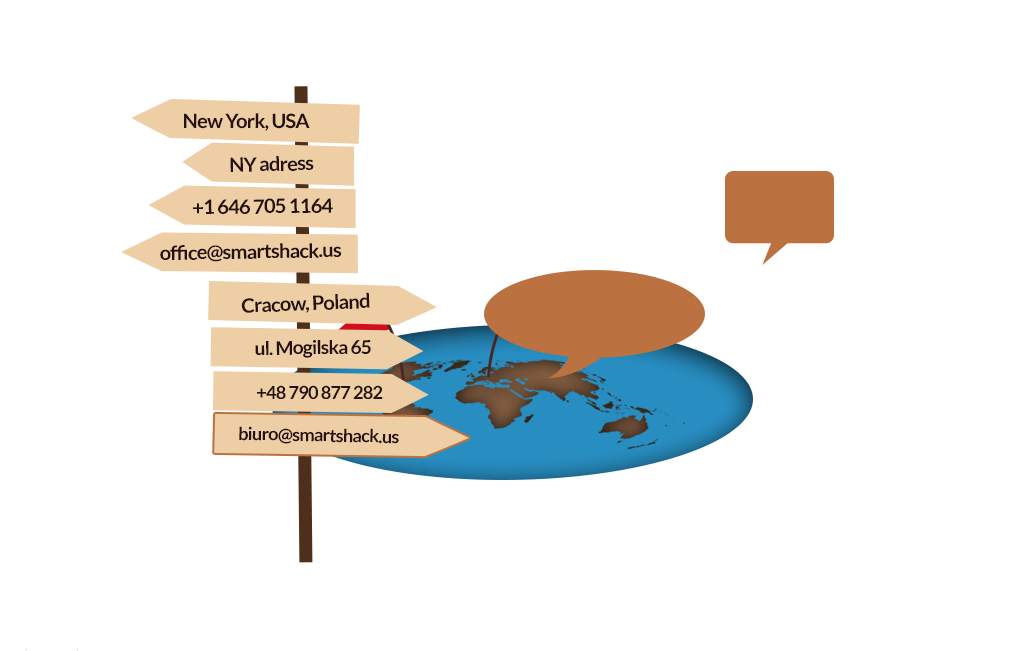 New York, USA
NY adress
+1 646 705 1164
office@smartshack.us
Cracow, Poland
ul. Mogilska 65
+48 790 877 282
biuro@smartshack.us